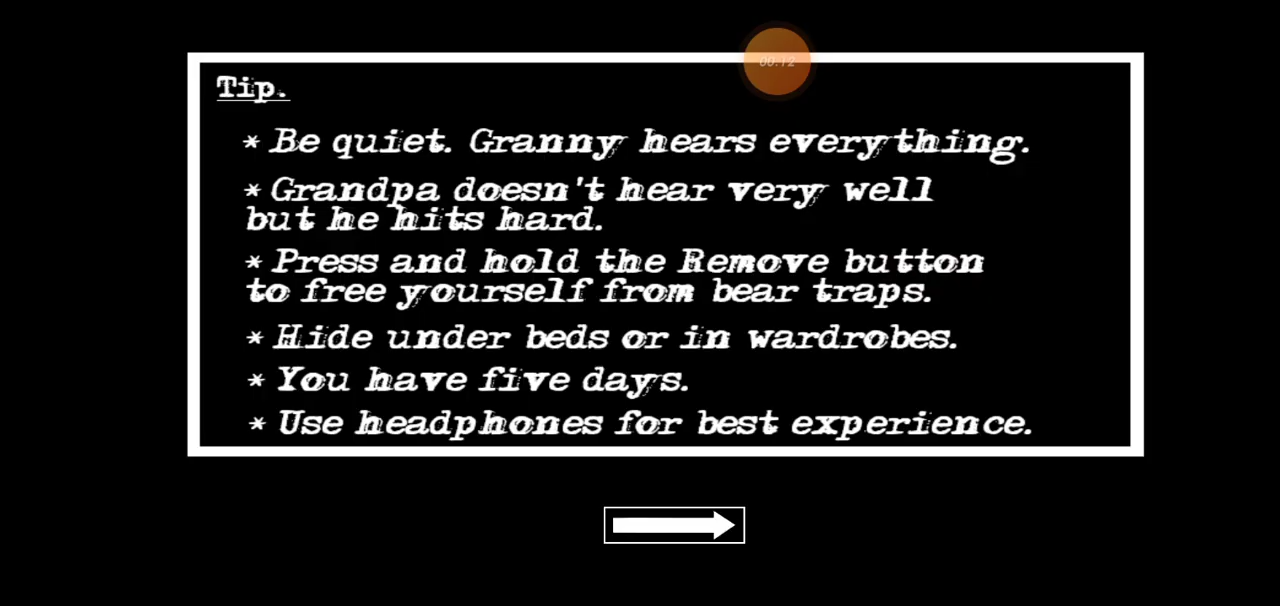 00:12
Tip.
* Be quiet. Granny hears everything.
* Grandpa doesn't hear very well
but he hits hard.
* Press and hold the Remove button
to free yourself from bear traps.
* Hide under beds or in wardrobes.
* You have five days.
* Use headphones for best experience.